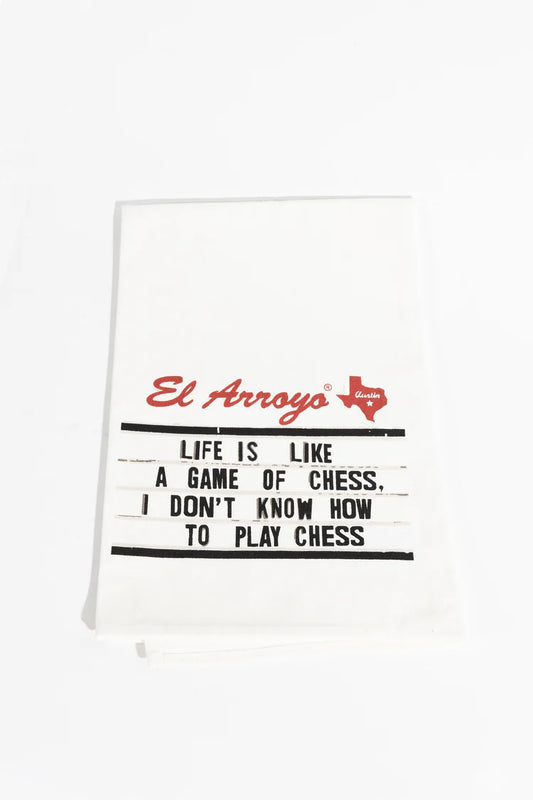 El Arroyo®
Austin
LIFE IS LIKE
A GAME OF CHESS,
I DON'T KNOW HOW
TO PLAY CHESS